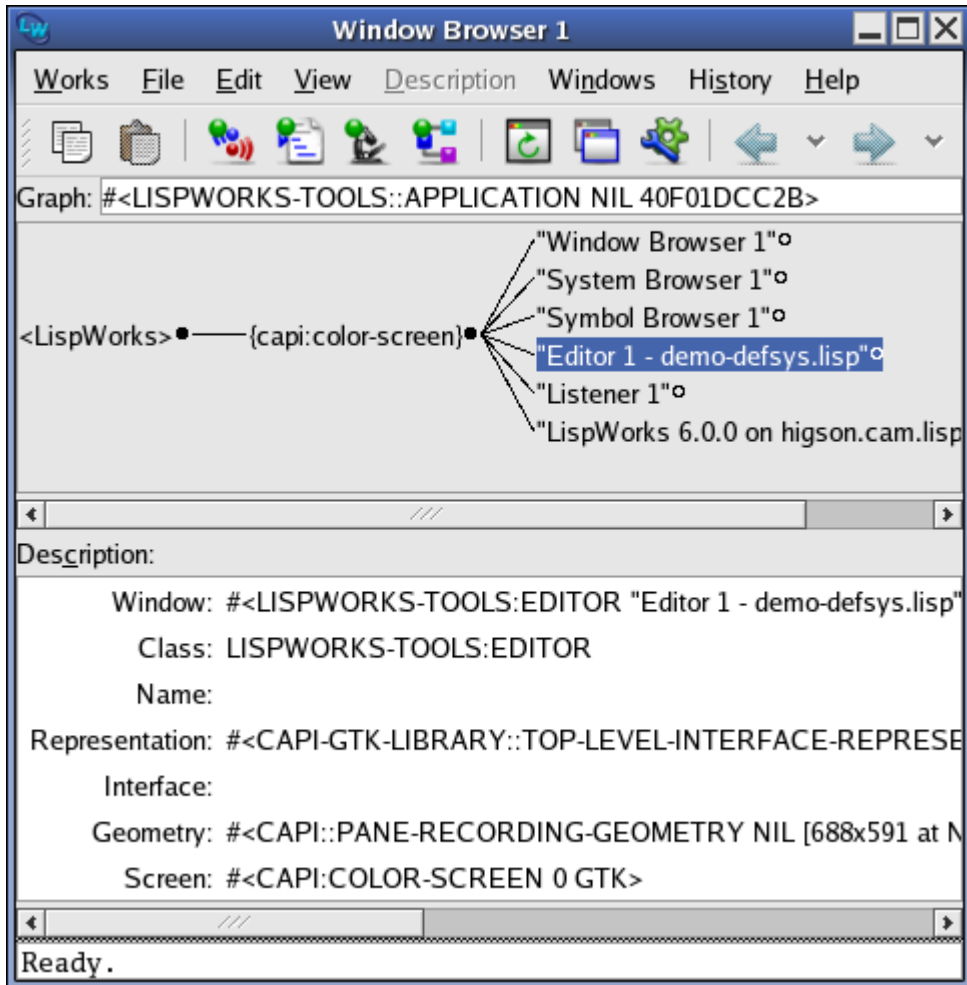 LW Window Browser 1
Works File Edit View Description Windows History Help
Graph: #<LISPWORKS-TOOLS::APPLICATION NIL 40F01DCC2B>
"Window Browser 1"
"System Browser 1"
"Symbol Browser 1"
<LispWorks> {capi:color-screen}
"Editor 1 - demo-defsys.lisp"
"Listener 1"
"LispWorks 6.0.0 on higson.cam.lisp
Description:
Window: #<LISPWORKS-TOOLS:EDITOR "Editor 1 - demo-defsys.lisp"
Class: LISPWORKS-TOOLS:EDITOR
Name:
Representation: #<CAPI-GTK-LIBRARY::TOP-LEVEL-INTERFACE-REPRESE
Interface:
Geometry: #<CAPI::PANE-RECORDING-GEOMETRY NIL [688x591 at N
Screen: #<CAPI:COLOR-SCREEN 0 GTK>
Ready.